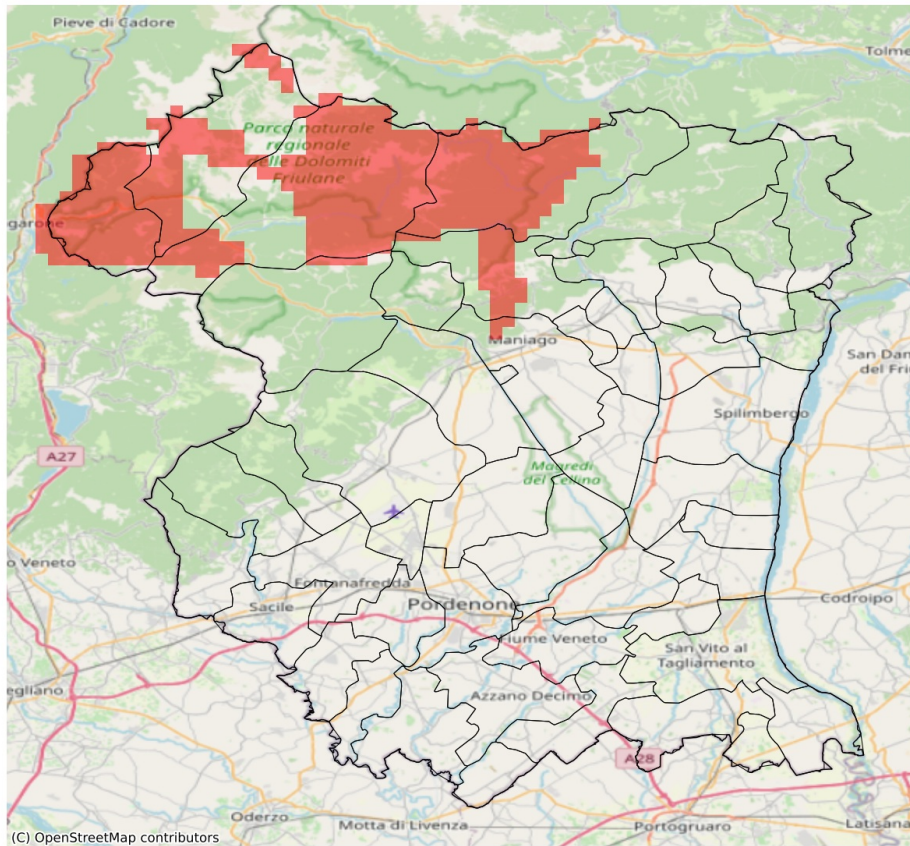 Pieve di Cadore
Tolme
Parco naturale
regionale
delle Dolomiti
Friulane
garone
Maniago
San Dan
del Friu
Spilimbergo
A27
Magredi
del Cellina
o Veneto
Fontanafredda
Sacile
Pordenone
Codroipo
Fiume Veneto
San Vito al
Tagliamento
egliano
Azzano Decimo
A28
Oderzo
Motta di Livenza
Portogruaro
Latisana
(C) OpenStreetMap contributors